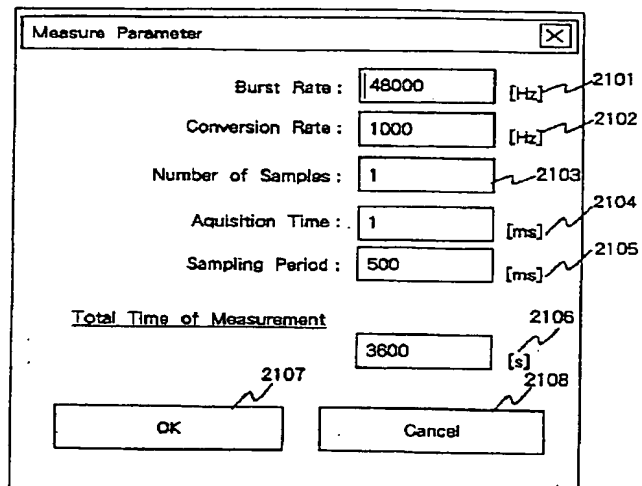 Measure Parameter
Burst Rate : 48000 [Hz] 2101
Conversion Rate : 1000 [Hz] 2102
Number of Samples : 1 2103
Aquisition Time : 1 [ms] 2104
Sampling Period : 500 [ms] 2105
Total Time of Measurement
3600 [s] 2106
2107 2108
OK Cancel